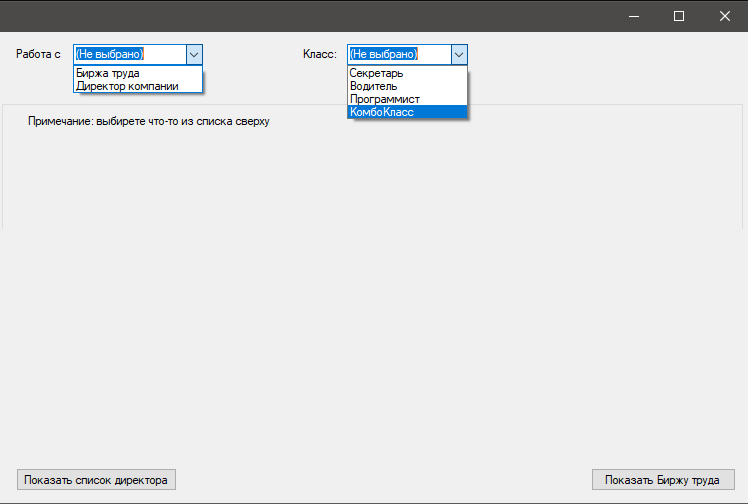 Работа с (Не выбрано) Класс: (Не выбрано)
Биржа труда
Директор компании
Секретарь
Водитель
Программист
КомбоКласс
Примечание: выбирете что-то из списка сверху
Показать список директора Показать Биржу труда